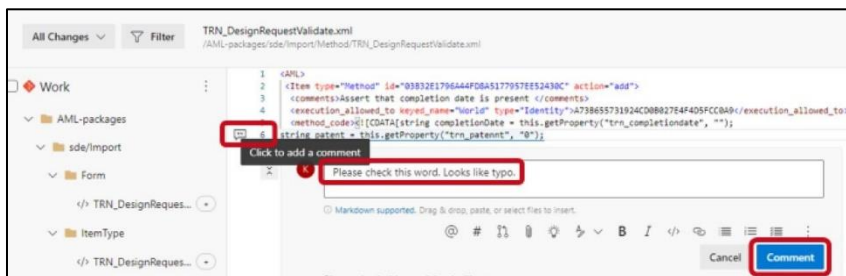 All Changes
Filter
TRN_DesignRequestValidate.xml
/AML-packages/sde/Import/Method/TRN_DesignRequestValidate.xml
Work
AML-packages
sde/Import
Form
</> TRN_DesignReques...
ItemType
</> TRN_DesignReques...
1 <AML>
2 <Item type="Method" id="03832E1796A44FD8A5177957EE52430C" action="add">
3 <comments>Assert that completion date is present </comments>
4 <execution_allowed_to keyed_name="World" type="Identity">A73B655731924CD0B027E4F4D5FCC0A9</execution_allowed_to>
5 <method_code><![CDATA[string completionDate = this.getProperty("trn_completiondate", "");
6 string patent = this.getProperty("trn_patennt", "0");
Click to add a comment
K
Please check this word. Looks like typo.
Markdown supported. Drag & drop, paste, or select files to insert.
@ # B I </>
Cancel
Comment